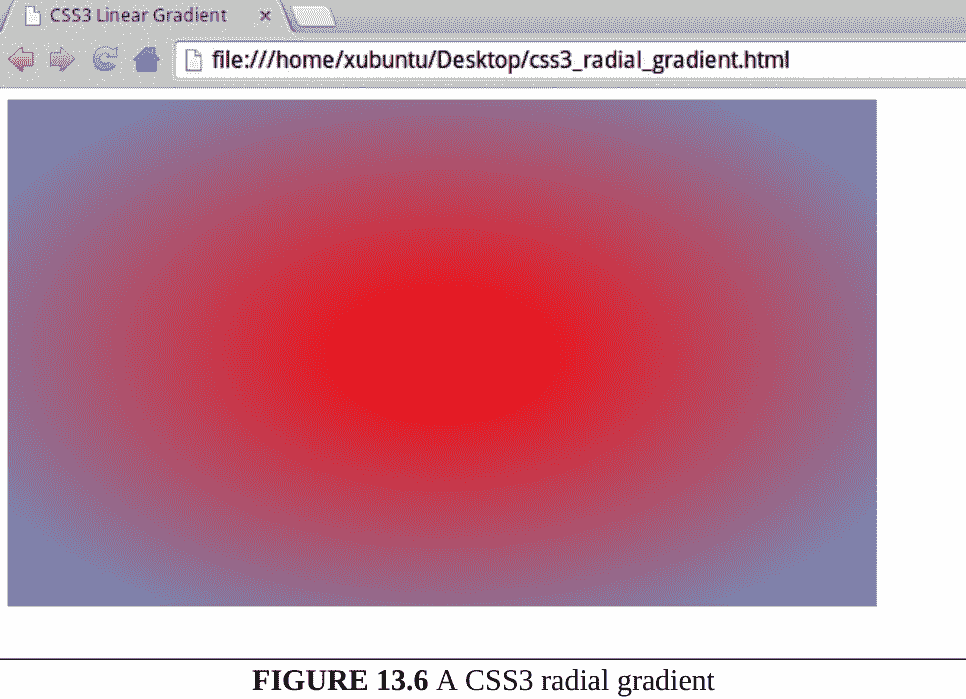 CSS3 Linear Gradient
file:///home/xubuntu/Desktop/css3_radial_gradient.html
FIGURE 13.6 A CSS3 radial gradient